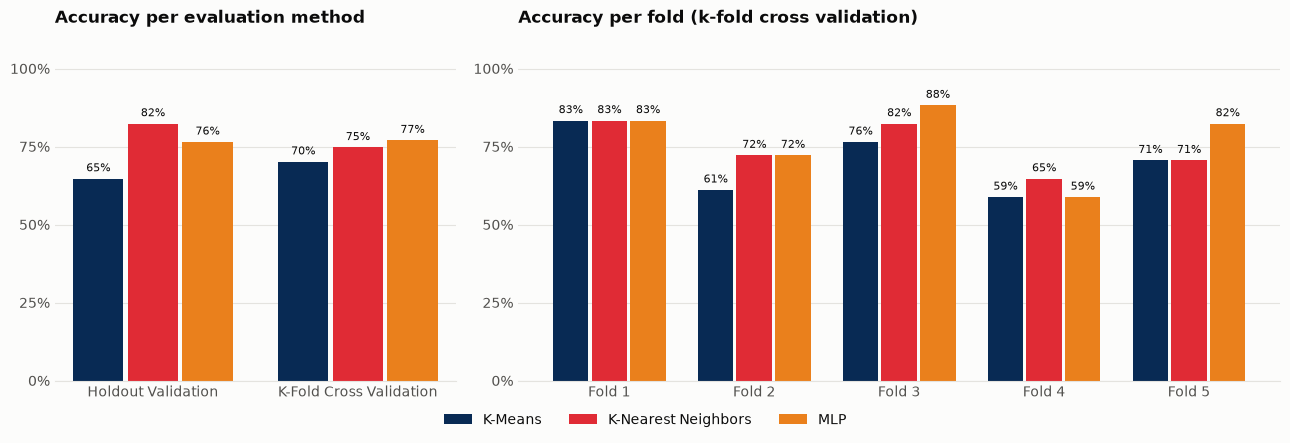 Accuracy per evaluation method
100%
75%
50%
25%
0%
65%
82%
76%
70%
75%
77%
Holdout Validation
K-Fold Cross Validation
Accuracy per fold (k-fold cross validation)
100%
75%
50%
25%
0%
83%
83%
83%
61%
72%
72%
76%
82%
88%
59%
65%
59%
71%
71%
82%
Fold 1
Fold 2
Fold 3
Fold 4
Fold 5
K-Means
K-Nearest Neighbors
MLP